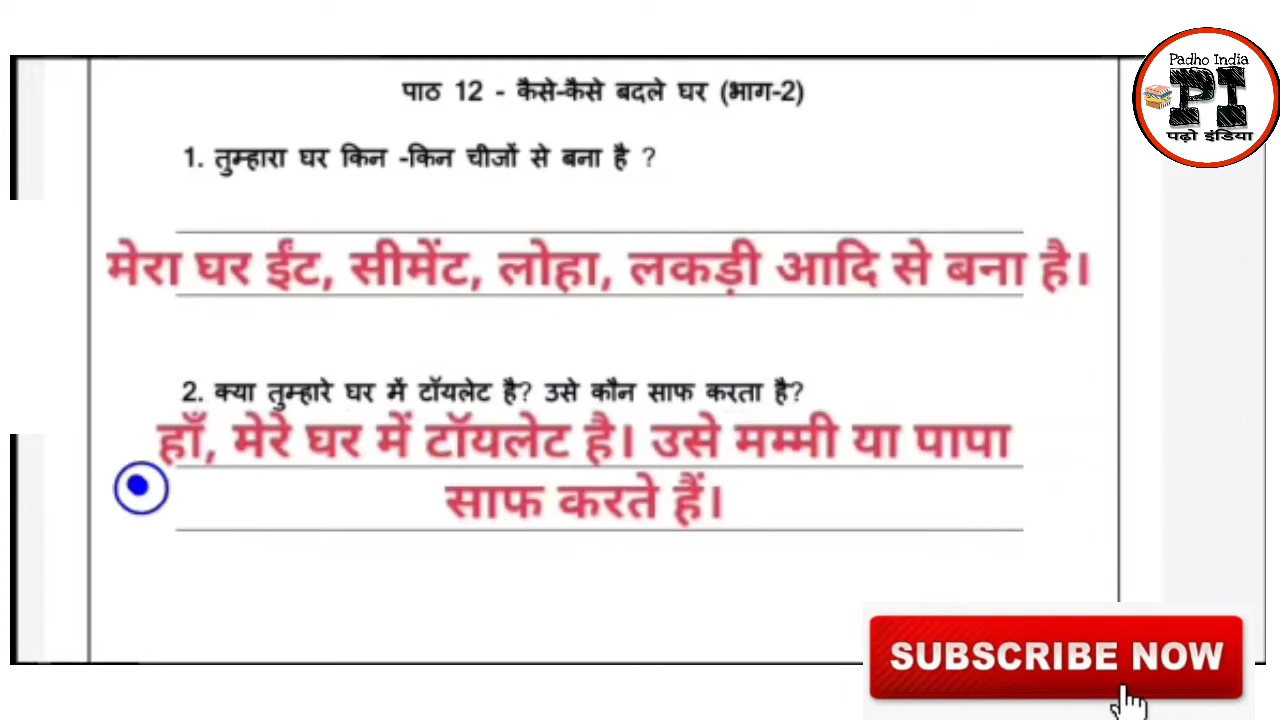 Padho India
PI
पढ़ो इंडिया
पाठ 12 - कैसे-कैसे बदले घर (भाग-2)
1. तुम्हारा घर किन -किन चीजों से बना है ?
मेरा घर ईंट, सीमेंट, लोहा, लकड़ी आदि से बना है।
2. क्या तुम्हारे घर में टॉयलेट है? उसे कौन साफ करता है?
हाँ, मेरे घर में टॉयलेट है। उसे मम्मी या पापा
साफ करते हैं।
SUBSCRIBE NOW